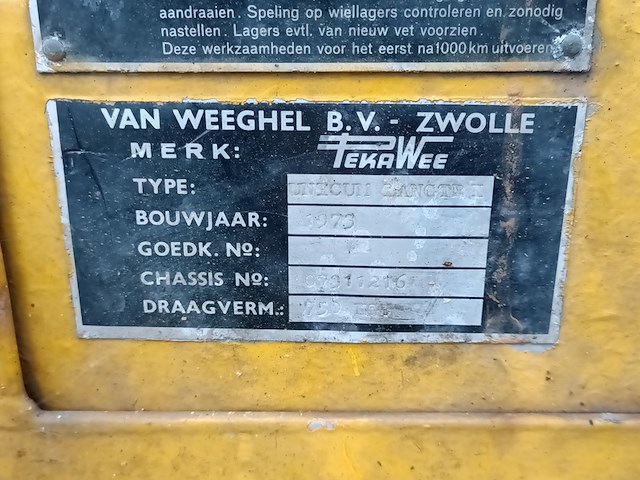 aandraaien. Speling op wiellagers controleren en zonodig
nastellen. Lagers evtl. van nieuw vet voorzien.
Deze werkzaamheden voor het eerst na 1000 km uitvoeren
VAN WEEGHEL B.V. - ZWOLLE
MERK: PEKAWEE
TYPE:
BOUWJAAR: 1973
GOEDK. Nº:
CHASSIS Nº:
DRAAGVERM.: